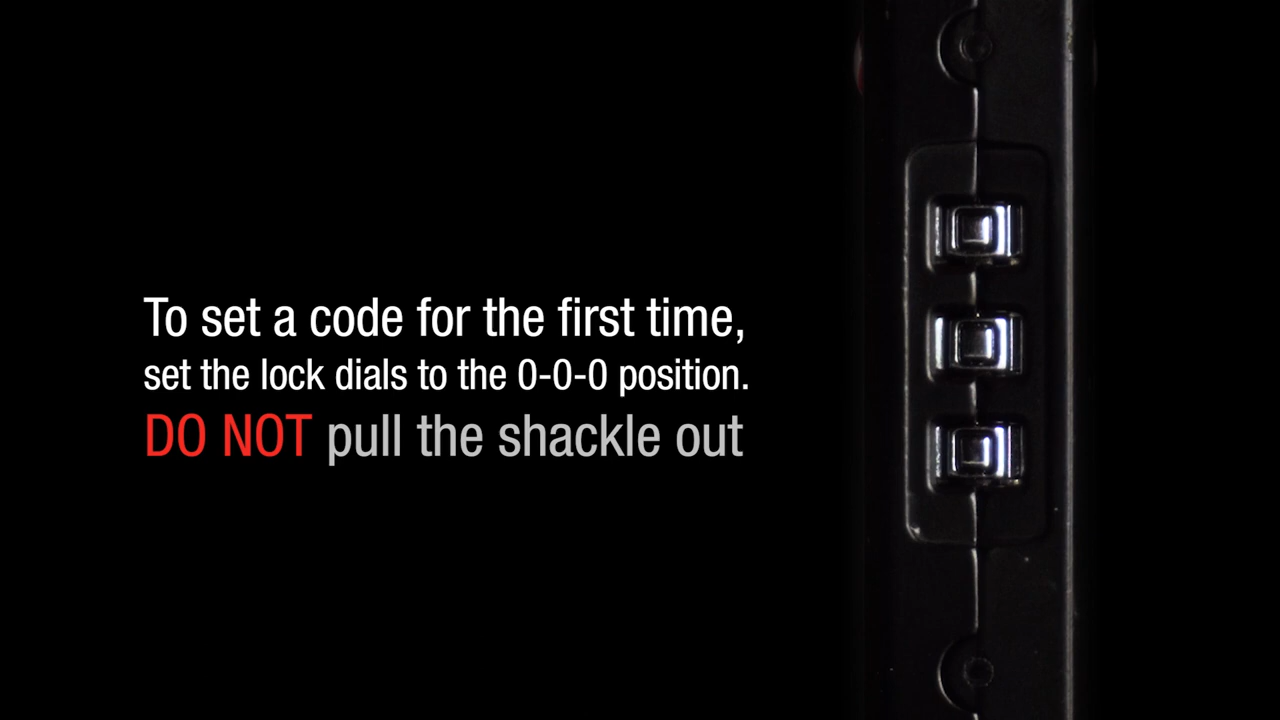 To set a code for the first time,
set the lock dials to the 0-0-0 position.
DO NOT pull the shackle out